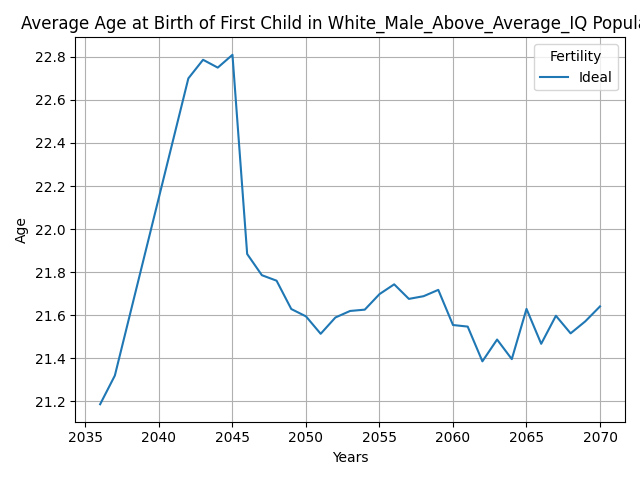 Average Age at Birth of First Child in White_Male_Above_Average_IQ Popula
Fertility
Ideal
22.8
22.6
22.4
22.2
22.0
21.8
21.6
21.4
21.2
Age
2035 2040 2045 2050 2055 2060 2065 2070
Years